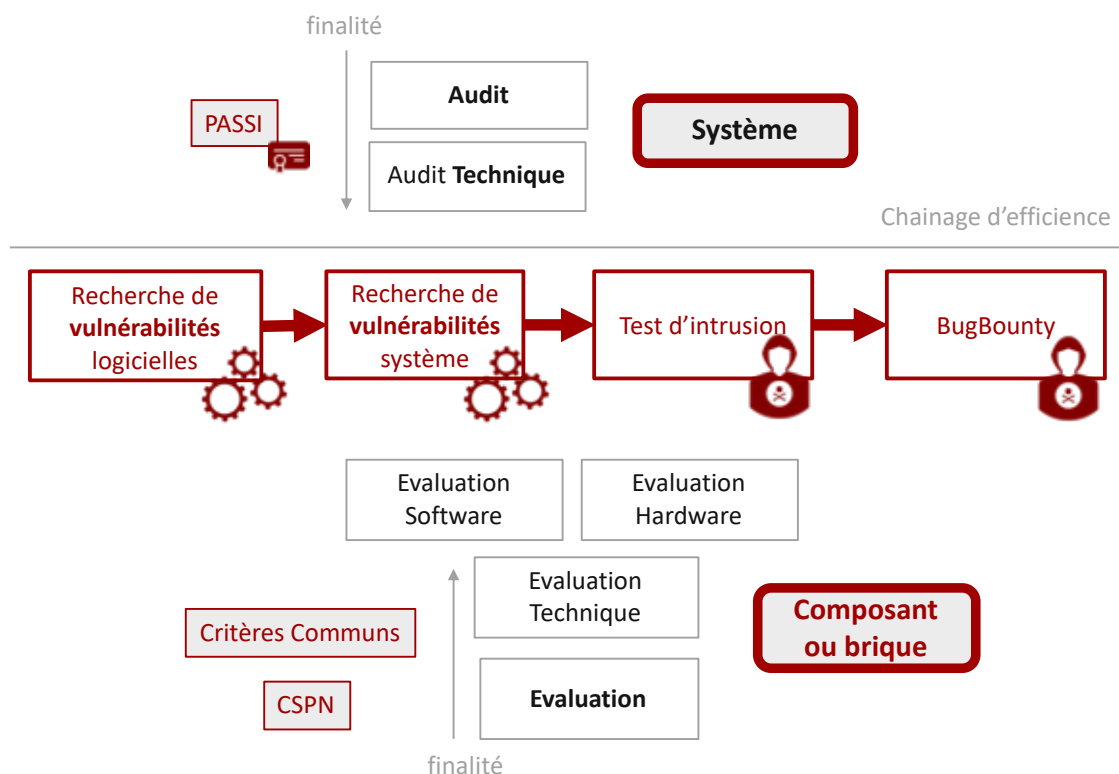 finalité
Audit
PASSI
Système
Audit Technique
Chainage d’efficience
Recherche de
vulnérabilités
logicielles
Recherche de
vulnérabilités
système
Test d’intrusion
BugBounty
Evaluation
Software
Evaluation
Hardware
Evaluation
Technique
Critères Communs
Composant
ou brique
CSPN
Evaluation
finalité